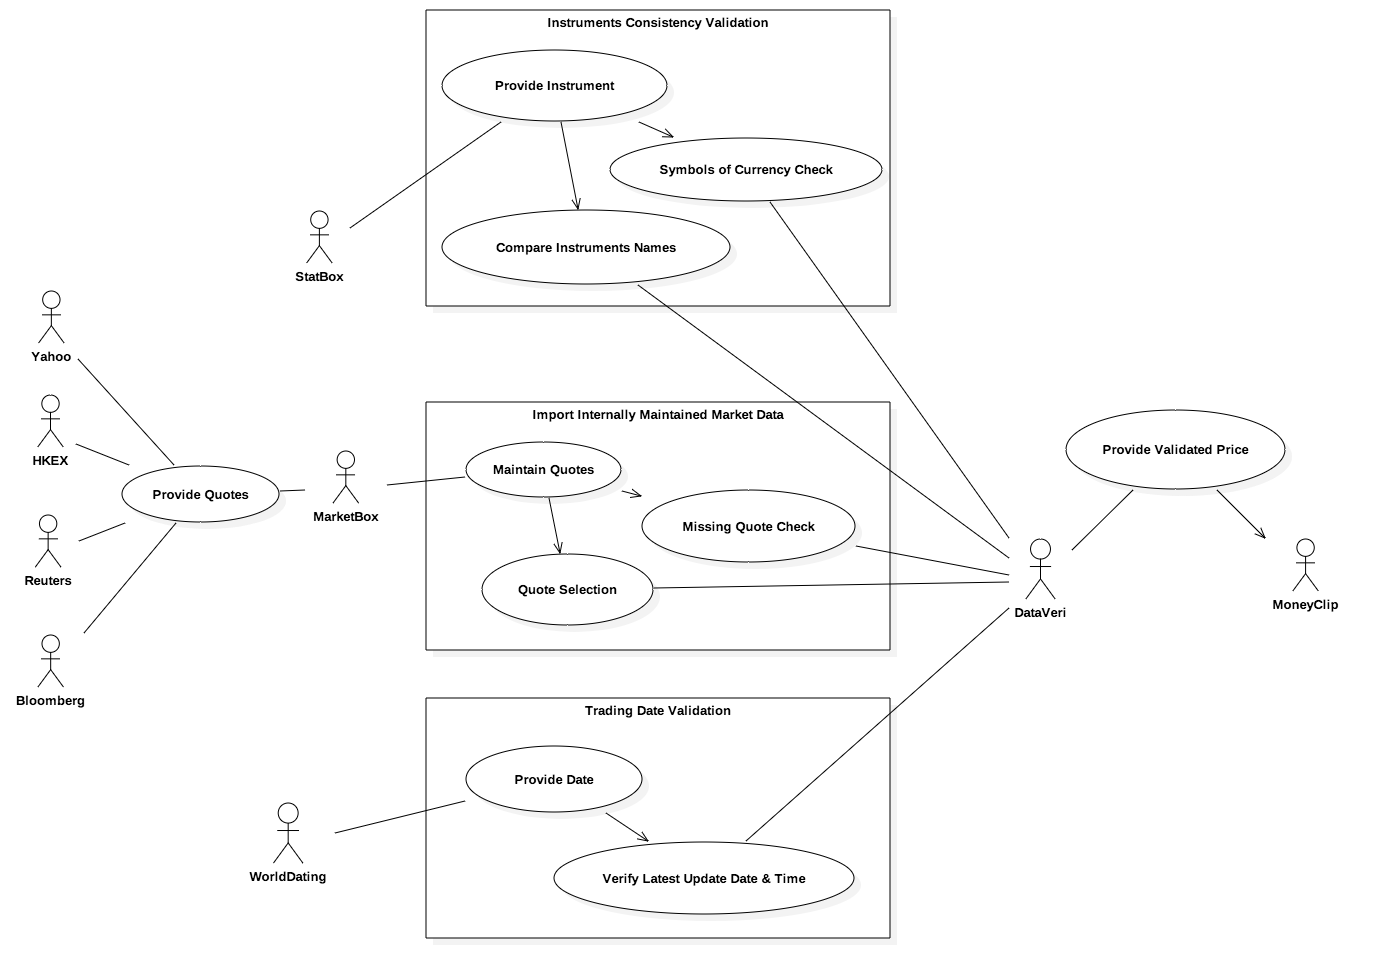 Instruments Consistency Validation
Provide Instrument
Symbols of Currency Check
Compare Instruments Names
StatBox
Yahoo
HKEX
Provide Quotes
Reuters
Bloomberg
MarketBox
Import Internally Maintained Market Data
Maintain Quotes
Missing Quote Check
Quote Selection
Provide Validated Price
DataVeri
MoneyClip
Trading Date Validation
Provide Date
WorldDating
Verify Latest Update Date & Time